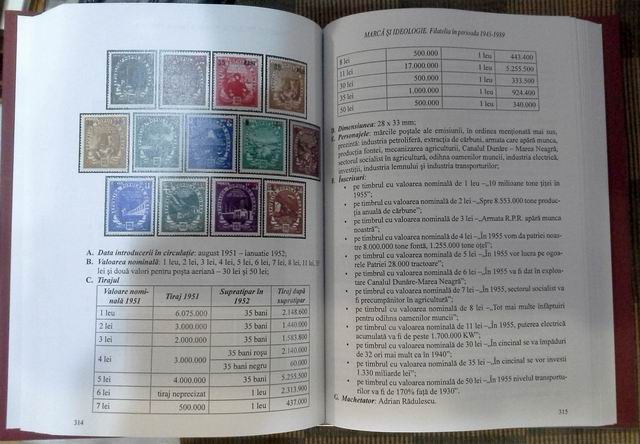 A. Data introducerii în circulație: august 1951 – ianuarie 1952;
B. Valoarea nominală: 1 leu, 2 lei, 3 lei, 4 lei, 5 lei, 6 lei, 7 lei, 8 lei, 11 lei, 35
lei și două valori pentru poșta aeriană – 30 lei și 50 lei;
C. Tirajul
Valoare nominală 1951 Tiraj 1951 Supratipar în 1952 Tiraj după supratipar
1 leu 6.075.000 35 bani 2.148.600
2 lei 3.000.000 35 bani 1.440.000
3 lei 2.000.000 35 bani 1.583.800
4 lei 3.000.000 35 bani roșu 2.140.000
35 bani negru 60.000
5 lei 4.000.000 35 bani 5.255.500
6 lei tiraj neprecizat 1 leu 2.313.900
7 lei 500.000 1 leu 437.000
314
MARCĂ ȘI IDEOLOGIE. Filatelia în perioada 1945-1989
8 lei 500.000 1 leu 443.400
11 lei 17.000.000 1 leu 5.255.500
30 lei 500.000 1 leu 333.500
35 lei 1.000.000 1 leu 924.400
50 lei 500.000 1 leu 340.000
D. Dimensiunea: 28 x 33 mm;
Personajele: mărcile poștale ale emisiunii, în ordinea menționată mai sus,
prezintă: industria petroliferă, extracția de cărbuni, armata care apără munca,
producția fontei, mecanizarea agriculturii, Canalul Dunăre – Marea Neagră,
sectorul socialist în agricultură, odihna oamenilor muncii, industria electrică,
investiții, industria lemnului și industria transporturilor;
Înscrisuri:
• pe timbrul cu valoarea nominală de 1 leu –„10 milioane tone țiței în
1955”;
• pe timbrul cu valoarea nominală de 2 lei –„Spre 8.553.000 tone produc-
ția anuală de cărbune”;
• pe timbrul cu valoarea nominală de 3 lei –„Armata R.P.R. apără munca
noastră”;
• pe timbrul cu valoarea nominală de 4 lei –„În 1955 vom da patriei noas-
tre 8.000.000 tone fontă, 1.255.000 tone oțel”;
• pe timbrul cu valoarea nominală de 5 lei –„În 1955 vor lucra pe ogoa-
rele Patriei 28.000 tractoare”;
• pe timbrul cu valoarea nominală de 6 lei –„În 1955 va fi dat în exploa-
tare Canalul Dunăre-Marea Neagră”;
• pe timbrul cu valoarea nominală de 7 lei –„În 1955, sectorul socialist va
fi precumpănitor în agricultură”;
• pe timbrul cu valoarea nominală de 8 lei –„Tot mai multe înfăptuiri
pentru odihna oamenilor muncii”;
• pe timbrul cu valoarea nominală de 11 lei –„În 1955, puterea electrică
acumulată va fi de peste 1.700.000 KW”;
• pe timbrul cu valoarea nominală de 30 lei –„În cincinal se va împăduri
de 32 ori mai mult ca în 1940”;
• pe timbrul cu valoarea nominală de 35 lei –„În cincinal se vor investi
1.330 miliarde lei”;
• pe timbrul cu valoarea nominală de 50 lei –„În 1955 nivelul transportu-
rilor va fi de 170% față de 1930”.
G. Machetator: Adrian Rădulescu.
315